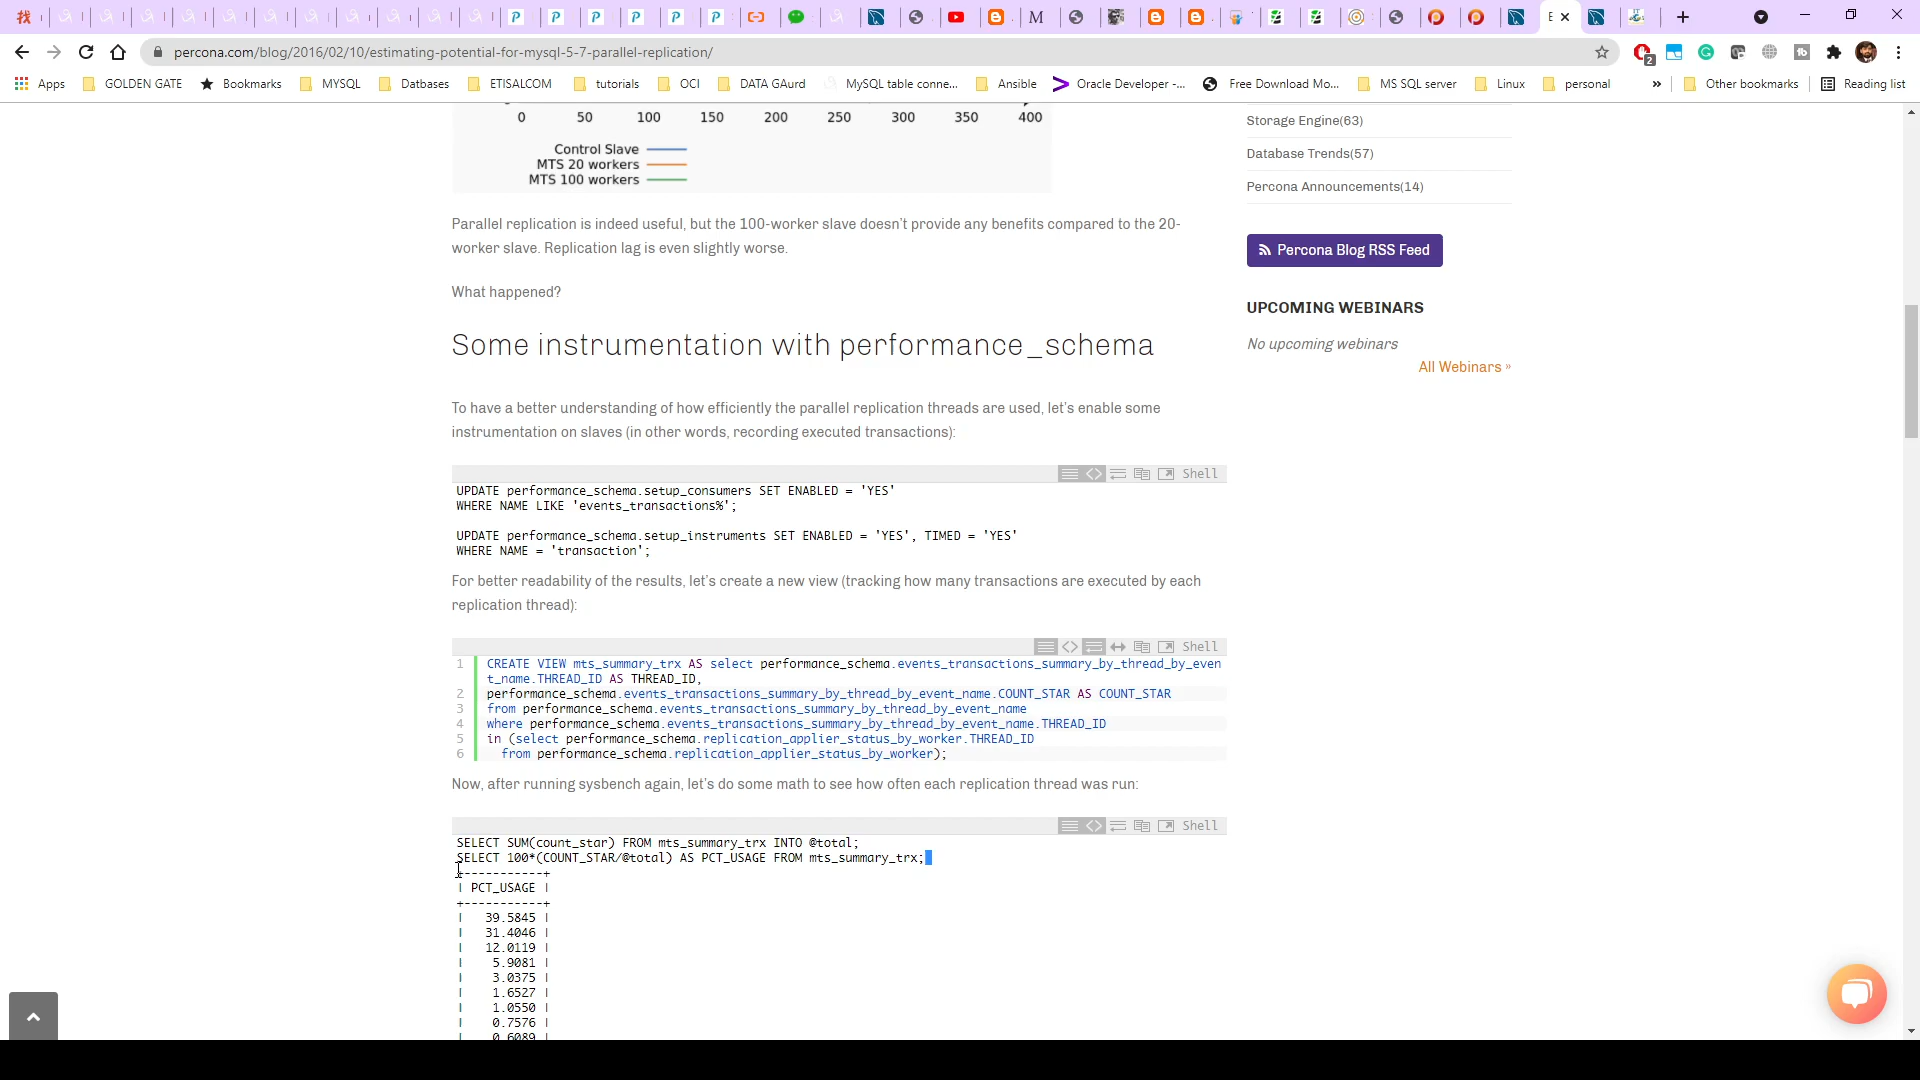 percona.com/blog/2016/02/10/estimating-potential-for-mysql-5-7-parallel-replication/
2
Apps GOLDEN GATE Bookmarks MYSQL Datbases ETISALCOM tutorials OCI DATA GAurd MySQL table conne... Ansible Oracle Developer -... Free Download Mo... MS SQL server Linux personal » Other bookmarks Reading list
0 50 100 150 200 250 300 350 400
Control Slave
MTS 20 workers
MTS 100 workers
Parallel replication is indeed useful, but the 100-worker slave doesn't provide any benefits compared to the 20-
worker slave. Replication lag is even slightly worse.
What happened?
Some instrumentation with performance_schema
To have a better understanding of how efficiently the parallel replication threads are used, let's enable some
instrumentation on slaves (in other words, recording executed transactions):
Shell
UPDATE performance_schema.setup_consumers SET ENABLED = 'YES'
WHERE NAME LIKE 'events_transactions%';
UPDATE performance_schema.setup_instruments SET ENABLED = 'YES', TIMED = 'YES'
WHERE NAME = 'transaction';
For better readability of the results, let's create a new view (tracking how many transactions are executed by each
replication thread):
Shell
1 CREATE VIEW mts_summary_trx AS select performance_schema.events_transactions_summary_by_thread_by_even
t_name.THREAD_ID AS THREAD_ID,
2 performance_schema.events_transactions_summary_by_thread_by_event_name.COUNT_STAR AS COUNT_STAR
3 from performance_schema.events_transactions_summary_by_thread_by_event_name
4 where performance_schema.events_transactions_summary_by_thread_by_event_name.THREAD_ID
5 in (select performance_schema.replication_applier_status_by_worker.THREAD_ID
6 from performance_schema.replication_applier_status_by_worker);
Now, after running sysbench again, let's do some math to see how often each replication thread was run:
Shell
SELECT SUM(count_star) FROM mts_summary_trx INTO @total;
SELECT 100*(COUNT_STAR/@total) AS PCT_USAGE FROM mts_summary_trx;
+-----------+
| PCT_USAGE |
+-----------+
| 39.5845 |
| 31.4046 |
| 12.0119 |
| 5.9081 |
| 3.0375 |
| 1.6527 |
| 1.0550 |
| 0.7576 |
| 0.6089 |
Storage Engine(63)
Database Trends(57)
Percona Announcements(14)
Percona Blog RSS Feed
UPCOMING WEBINARS
No upcoming webinars
All Webinars »